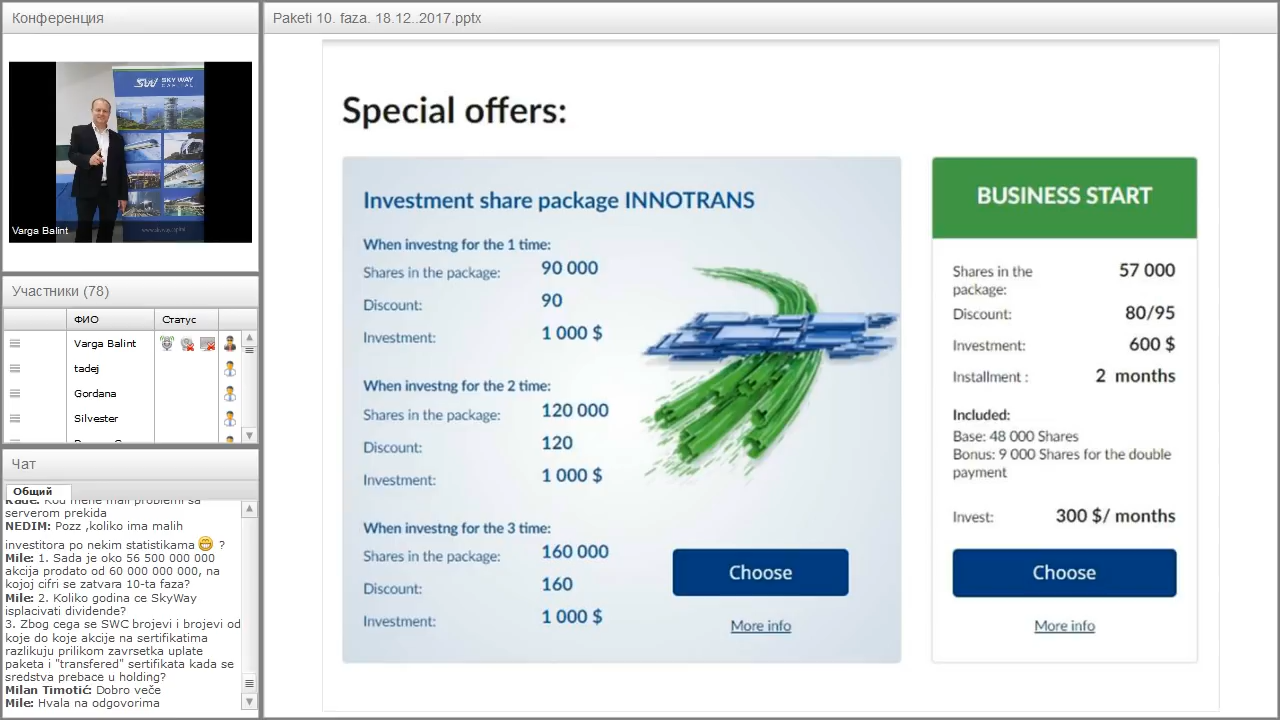 Конференция
SKY WAY
CAPITAL
Varga Balint
Участники (78)
ФИО
Статус
Varga Balint
tadej
Gordana
Silvester
Чат
Общий
Rade: Kod mene mali problemi sa
serverom prekida
NEDIM: Pozz ,koliko ima malih
investitora po nekim statistikama ?
Mile: 1. Sada je oko 56 500 000 000
akcija prodato od 60 000 000 000, na
kojoj cifri se zatvara 10-ta faza?
Mile: 2. Koliko godina ce SkyWay
isplacivati dividende?
3. Zbog cega se SWC brojevi i brojevi od
koje do koje akcije na sertifikatima
razlikuju prilikom zavrsetka uplate
paketa i "transfered" sertifikata kada se
sredstva prebace u holding?
Milan Timotić: Dobro veče
Mile: Hvala na odgovorima
Paketi 10. faza. 18.12..2017.pptx
Special offers:
Investment share package INNOTRANS
When investng for the 1 time:
Shares in the package: 90 000
Discount: 90
Investment: 1 000 $
When investng for the 2 time:
Shares in the package: 120 000
Discount: 120
Investment: 1 000 $
When investng for the 3 time:
Shares in the package: 160 000
Discount: 160
Investment: 1 000 $
Choose
More info
BUSINESS START
Shares in the 57 000
package:
Discount: 80/95
Investment: 600 $
Installment : 2 months
Included:
Base: 48 000 Shares
Bonus: 9 000 Shares for the double
payment
Invest: 300 $/ months
Choose
More info